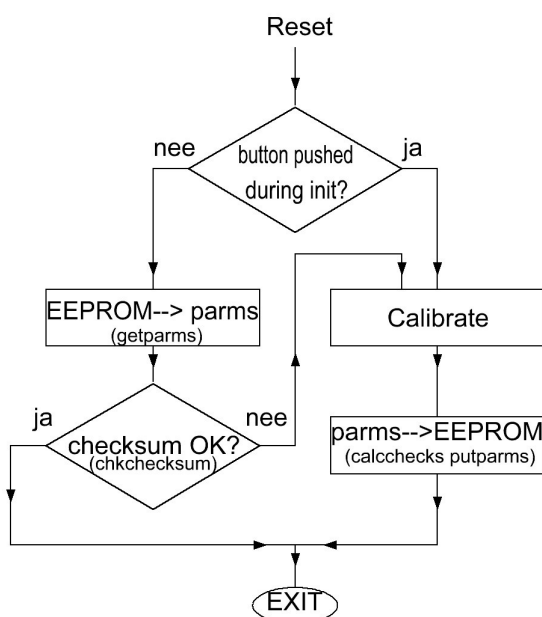 Reset
nee
ja
button pushed
during init?
EEPROM--> parms
(getparms)
Calibrate
ja
nee
checksum OK?
(chkchecksum)
parms-->EEPROM
(calcchecks putparms)
EXIT